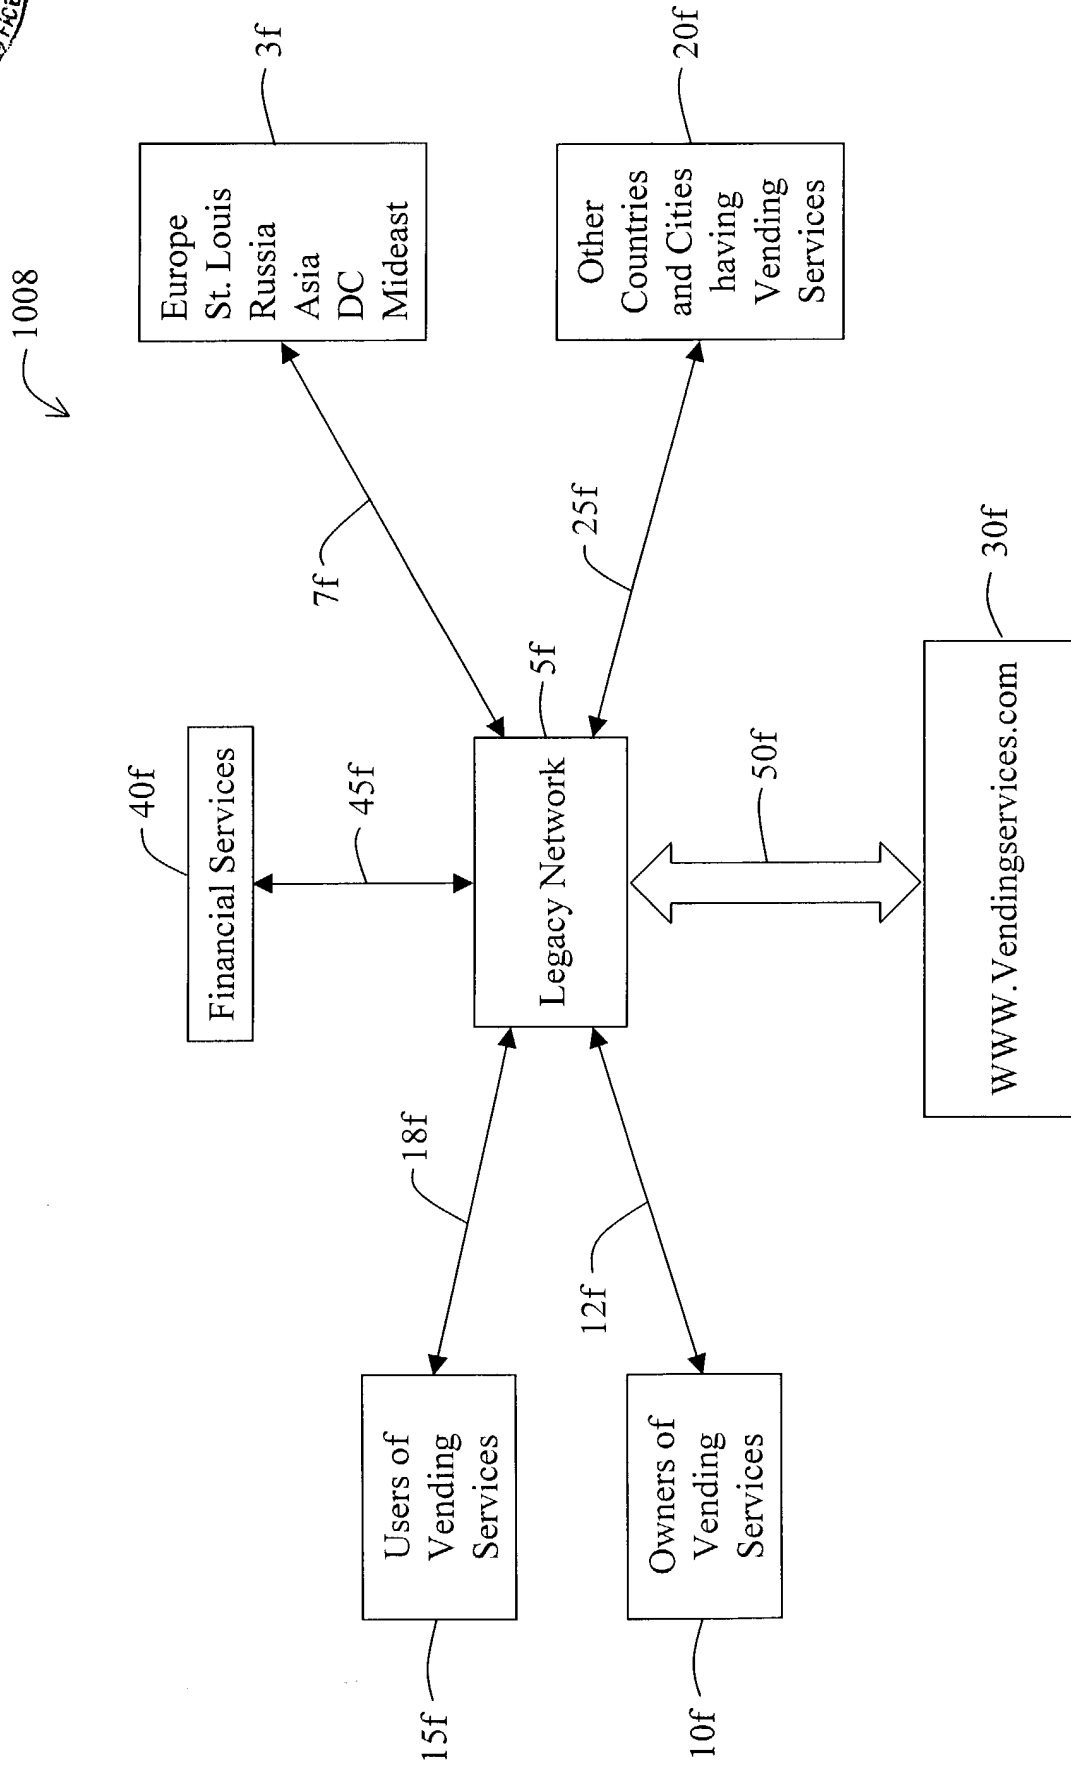 1008
40f
Financial Services
45f
3f
Europe
St. Louis
Russia
Asia
DC
Mideast
7f
15f
Users of
Vending
Services
18f
5f
Legacy Network
25f
20f
Other
Countries
and Cities
having
Vending
Services
12f
10f
Owners of
Vending
Services
50f
30f
WWW.Vendingservices.com